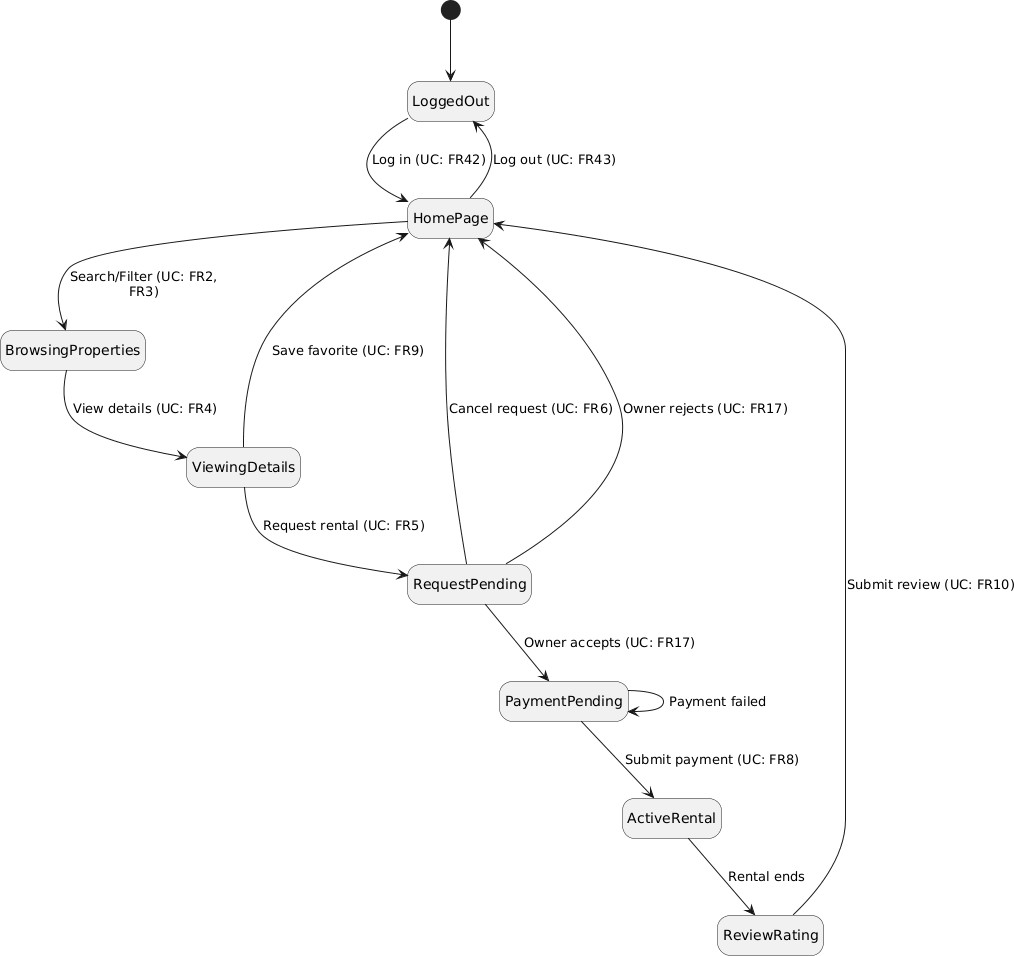 LoggedOut
Log in (UC: FR42)
Log out (UC: FR43)
HomePage
Search/Filter (UC: FR2,
FR3)
BrowsingProperties
Save favorite (UC: FR9)
View details (UC: FR4)
Cancel request (UC: FR6)
Owner rejects (UC: FR17)
ViewingDetails
Request rental (UC: FR5)
RequestPending
Submit review (UC: FR10)
Owner accepts (UC: FR17)
PaymentPending
Payment failed
Submit payment (UC: FR8)
ActiveRental
Rental ends
ReviewRating